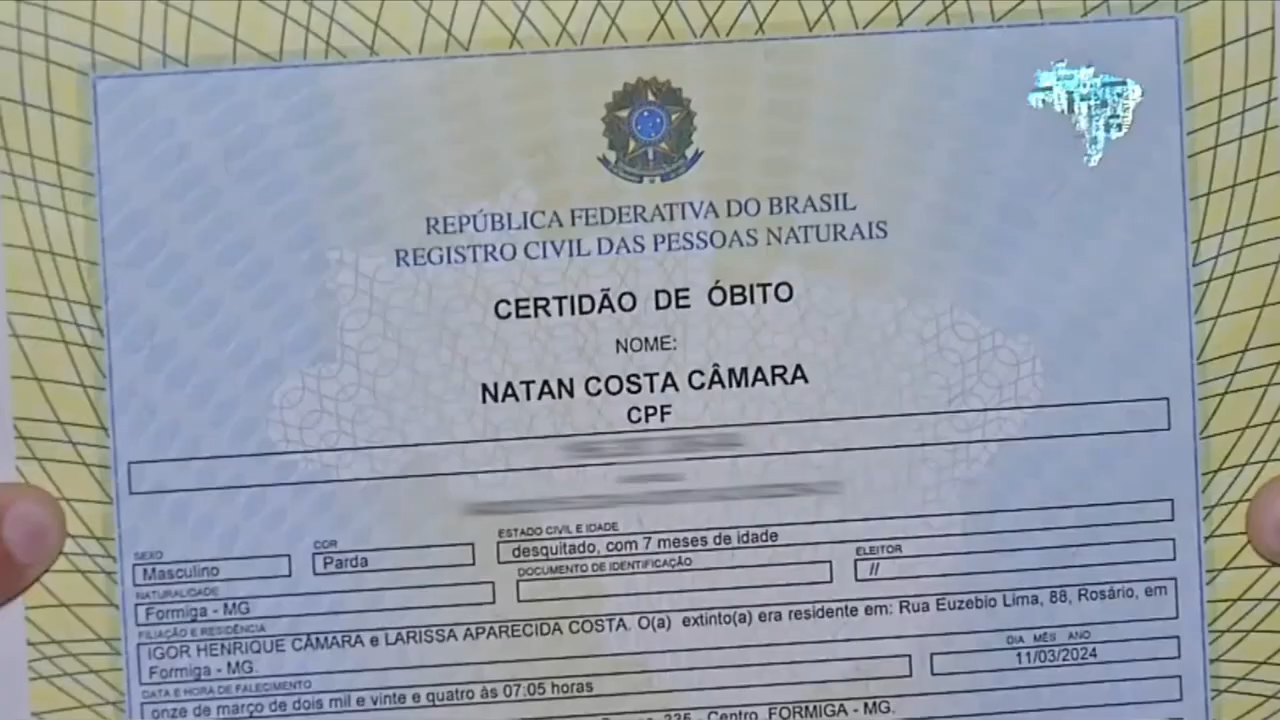 REPÚBLICA FEDERATIVA DO BRASIL
REGISTRO CIVIL DAS PESSOAS NATURAIS
CERTIDÃO DE ÓBITO
NOME:
NATAN COSTA CÂMARA
CPF
SEXO
Masculino
COR
Parda
ESTADO CIVIL E IDADE
desquitado, com 7 meses de idade
NATURALIDADE
Formiga - MG
DOCUMENTO DE IDENTIFICAÇÃO
ELEITOR
//
FILIAÇÃO E RESIDÊNCIA
IGOR HENRIQUE CÂMARA e LARISSA APARECIDA COSTA. O(a) extinto(a) era residente em: Rua Euzebio Lima, 88, Rosário, em
Formiga - MG.
DATA E HORA DE FALECIMENTO
onze de março de dois mil e vinte e quatro às 07:05 horas
DIA MÊS ANO
11/03/2024
Centro, FORMIGA - MG.